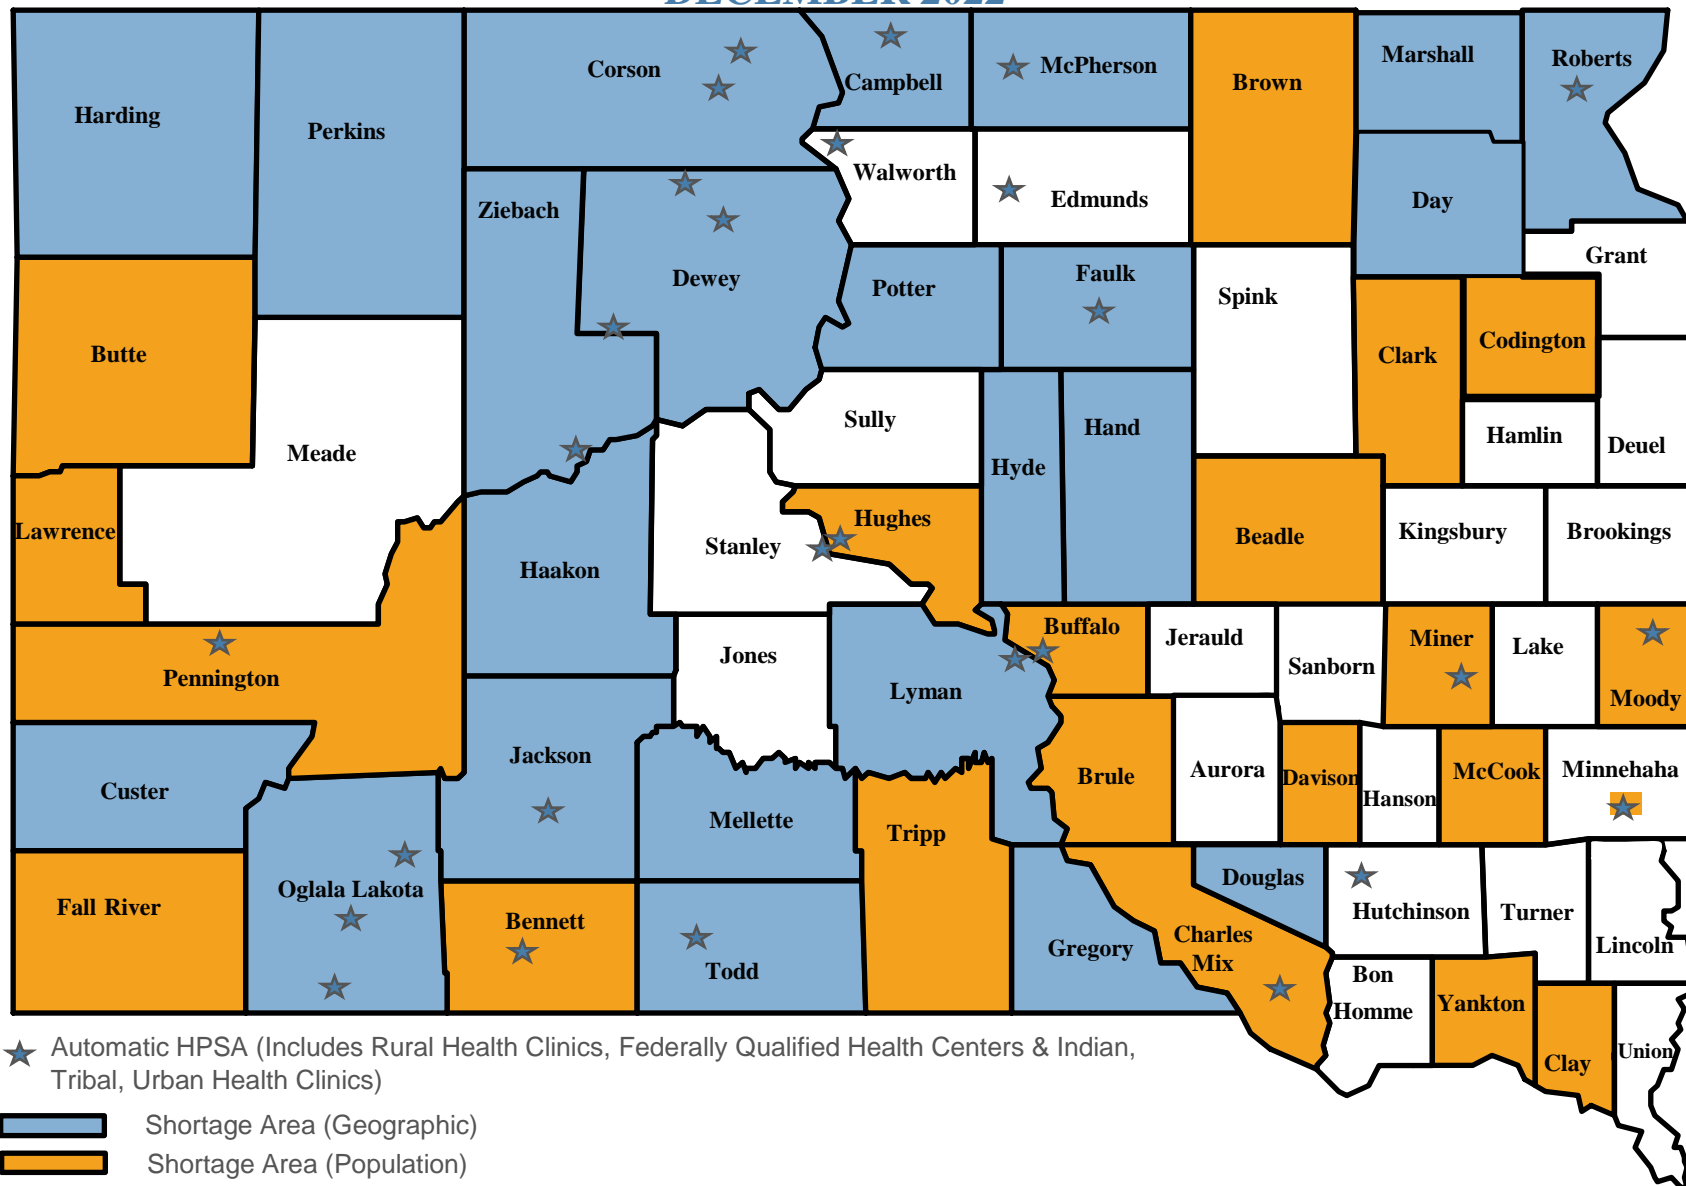 DECEMBER 2022
Harding
Perkins
Corson
Campbell
McPherson
Brown
Marshall
Roberts
Walworth
Edmunds
Day
Grant
Ziebach
Dewey
Potter
Faulk
Spink
Butte
Clark
Codington
Meade
Sully
Hyde
Hand
Hamlin
Deuel
Lawrence
Haakon
Stanley
Hughes
Beadle
Kingsbury
Brookings
Pennington
Jones
Lyman
Buffalo
Jerauld
Sanborn
Miner
Lake
Moody
Custer
Jackson
Mellette
Tripp
Brule
Aurora
Davison
Hanson
McCook
Minnehaha
Fall River
Oglala Lakota
Bennett
Todd
Gregory
Charles
Mix
Douglas
Hutchinson
Turner
Lincoln
Bon
Homme
Yankton
Clay
Union
Automatic HPSA (Includes Rural Health Clinics, Federally Qualified Health Centers & Indian,
Tribal, Urban Health Clinics)
Shortage Area (Geographic)
Shortage Area (Population)